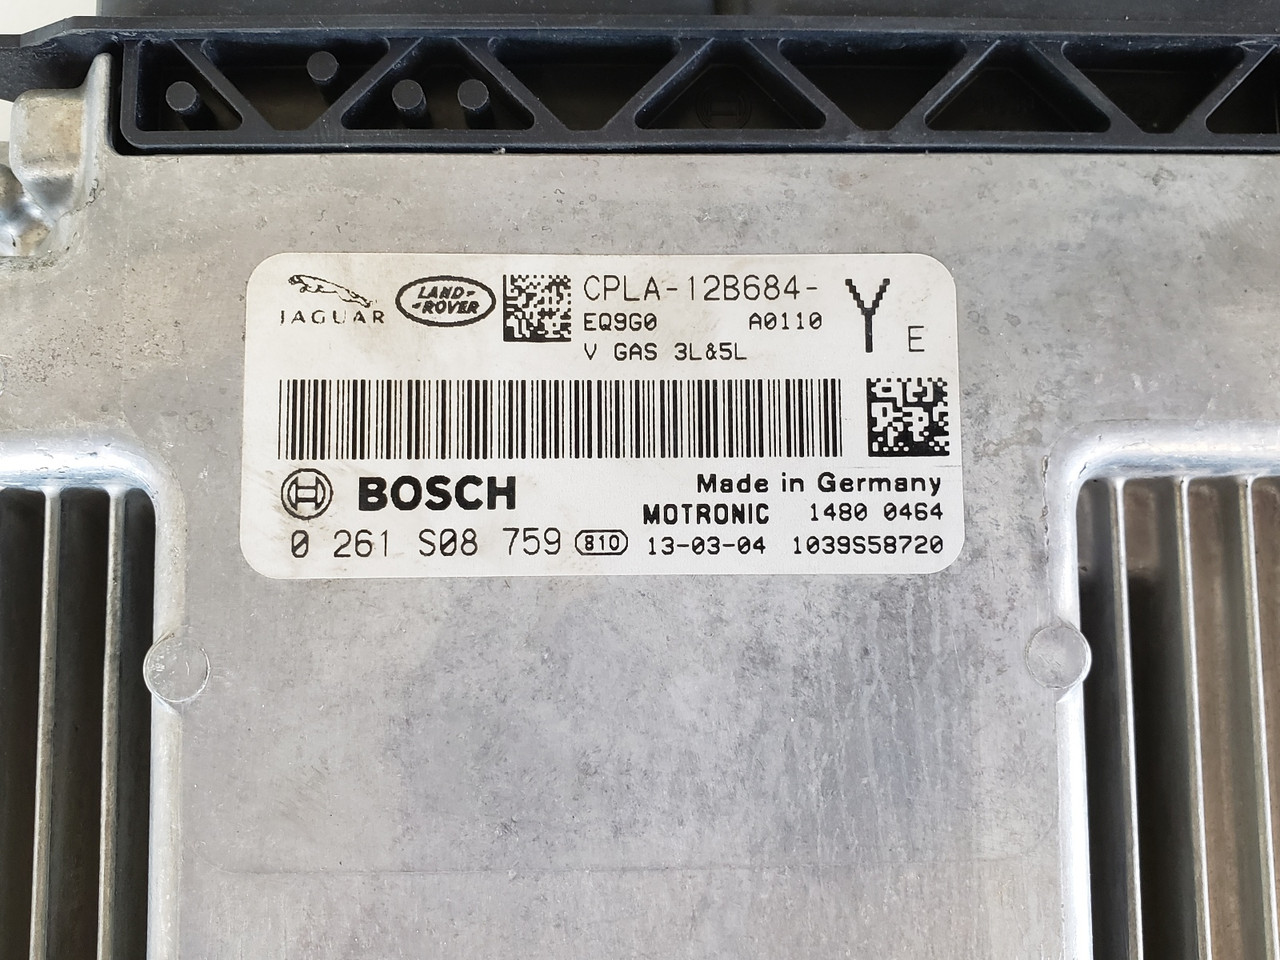 JAGUAR
LAND-
-ROVER
CPLA-12B684-
YE
EQ9G0 A0110
V GAS 3L&5L
BOSCH
Made in Germany
MOTRONIC 1480 0464
0 261 S08 759 810 13-03-04 1039S58720